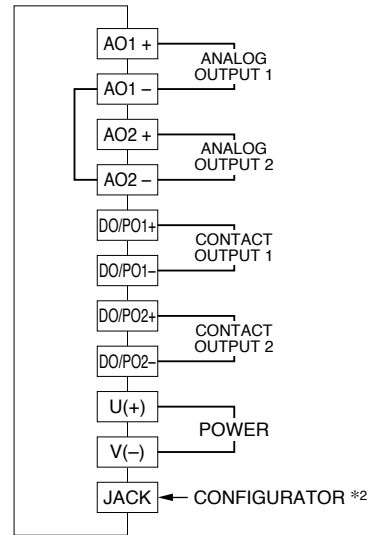 AO1 +
ANALOG
OUTPUT 1
AO1 –
AO2 +
ANALOG
OUTPUT 2
AO2 –
DO/PO1+
CONTACT
OUTPUT 1
DO/PO1–
DO/PO2+
CONTACT
OUTPUT 2
DO/PO2–
U(+)
POWER
V(–)
JACK CONFIGURATOR *2